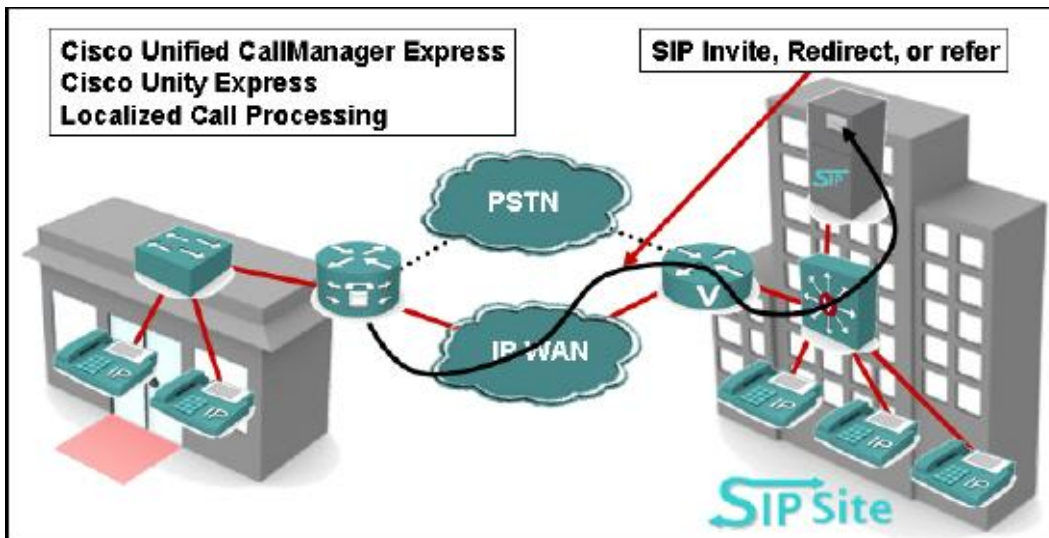 Cisco Unified CallManager Express
Cisco Unity Express
Localized Call Processing
SIP Invite, Redirect, or refer
PSTN
SIP
V
IP WAN
IP
IP
IP
IP
IP
SIP Site